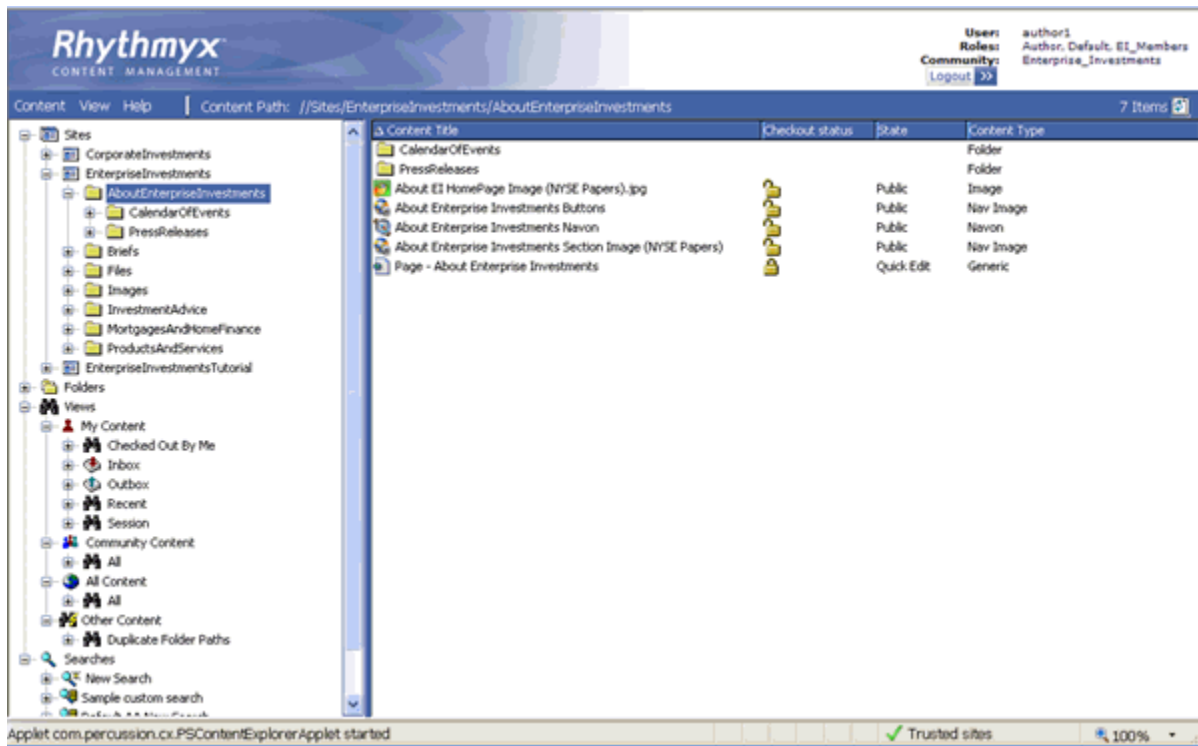 Rhythmyx
CONTENT MANAGEMENT
User: author1
Roles: Author, Default, EI_Members
Community: Enterprise_Investments
Logout >>
Content View Help Content Path: //Sites/EnterpriseInvestments/AboutEnterpriseInvestments 7 Items
Sites
CorporateInvestments
EnterpriseInvestments
AboutEnterpriseInvestments
CalendarOfEvents
PressReleases
Briefs
Files
Images
InvestmentAdvice
MortgagesAndHomeFinance
ProductsAndServices
EnterpriseInvestmentsTutorial
Folders
Views
My Content
Checked Out By Me
Inbox
Outbox
Recent
Session
Community Content
All
All Content
All
Other Content
Duplicate Folder Paths
Searches
New Search
Sample custom search
Content Title Checkout status State Content Type
CalendarOfEvents Folder
PressReleases Folder
About EI HomePage Image (NYSE Papers).jpg Public Image
About Enterprise Investments Buttons Public Nav Image
About Enterprise Investments Navon Public Navon
About Enterprise Investments Section Image (NYSE Papers) Public Nav Image
Page - About Enterprise Investments Quick Edit Generic
Applet com.percussion.cx.PSContentExplorerApplet started Trusted sites 100%